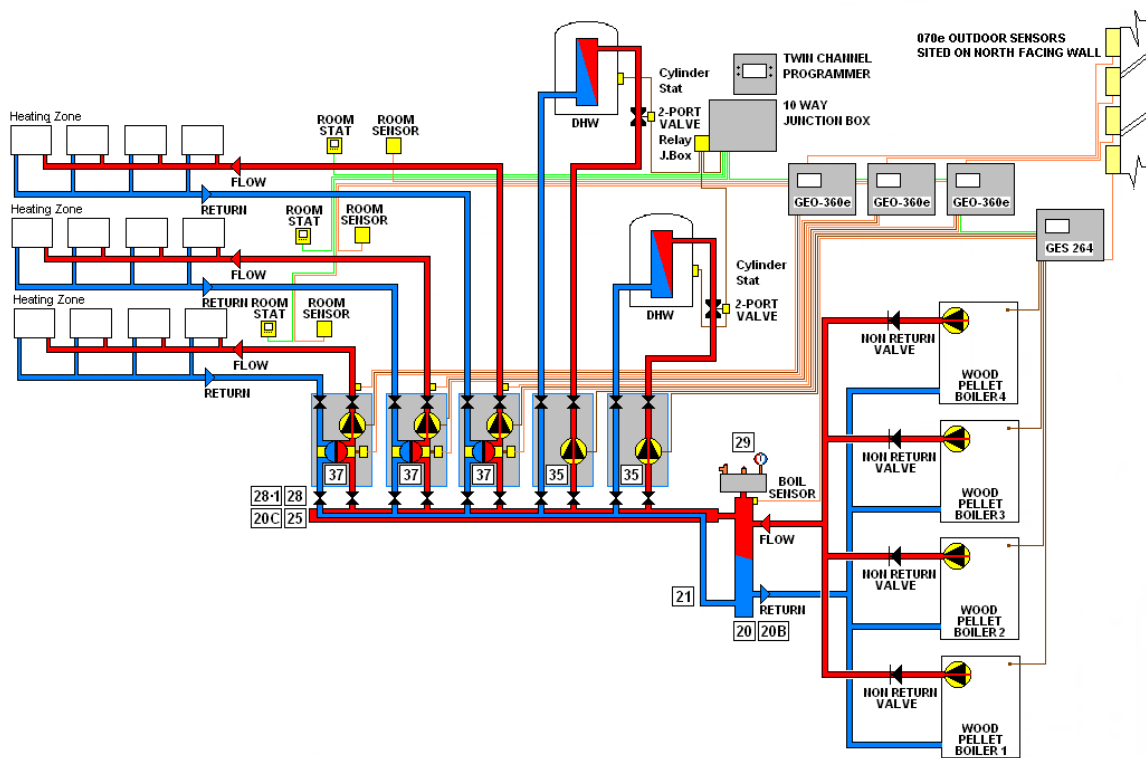 070e OUTDOOR SENSORS
SITED ON NORTH FACING WALL
TWIN CHANNEL
PROGRAMMER
Cylinder
Stat
10 WAY
JUNCTION BOX
2-PORT
VALVE
DHW
Relay
J.Box
Heating Zone
ROOM
STAT
ROOM
SENSOR
FLOW
RETURN
GEO-360e
GEO-360e
GEO-360e
GES 264
Heating Zone
ROOM
STAT
ROOM
SENSOR
FLOW
RETURN
Cylinder
Stat
2-PORT
VALVE
DHW
Heating Zone
ROOM
STAT
ROOM
SENSOR
FLOW
RETURN
NON RETURN
VALVE
WOOD
PELLET
BOILER 4
37
37
37
35
35
29
BOIL
SENSOR
NON RETURN
VALVE
WOOD
PELLET
BOILER 3
28·1
28
20C
25
FLOW
21
RETURN
20
20B
NON RETURN
VALVE
WOOD
PELLET
BOILER 2
NON RETURN
VALVE
WOOD
PELLET
BOILER 1